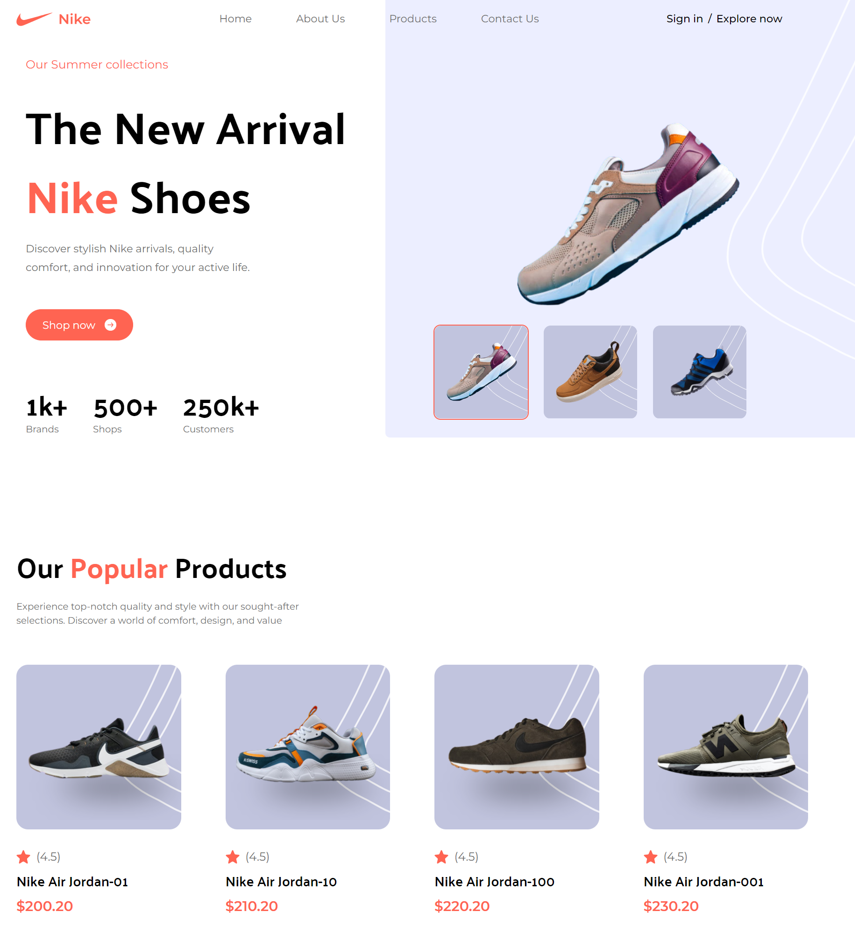 Nike
Home About Us Products Contact Us Sign in / Explore now
Our Summer collections
The New Arrival
Nike Shoes
Discover stylish Nike arrivals, quality
comfort, and innovation for your active life.
Shop now
1k+ 500+ 250k+
Brands Shops Customers
Our Popular Products
Experience top-notch quality and style with our sought-after
selections. Discover a world of comfort, design, and value
(4.5) (4.5) (4.5) (4.5)
Nike Air Jordan-01 Nike Air Jordan-10 Nike Air Jordan-100 Nike Air Jordan-001
$200.20 $210.20 $220.20 $230.20